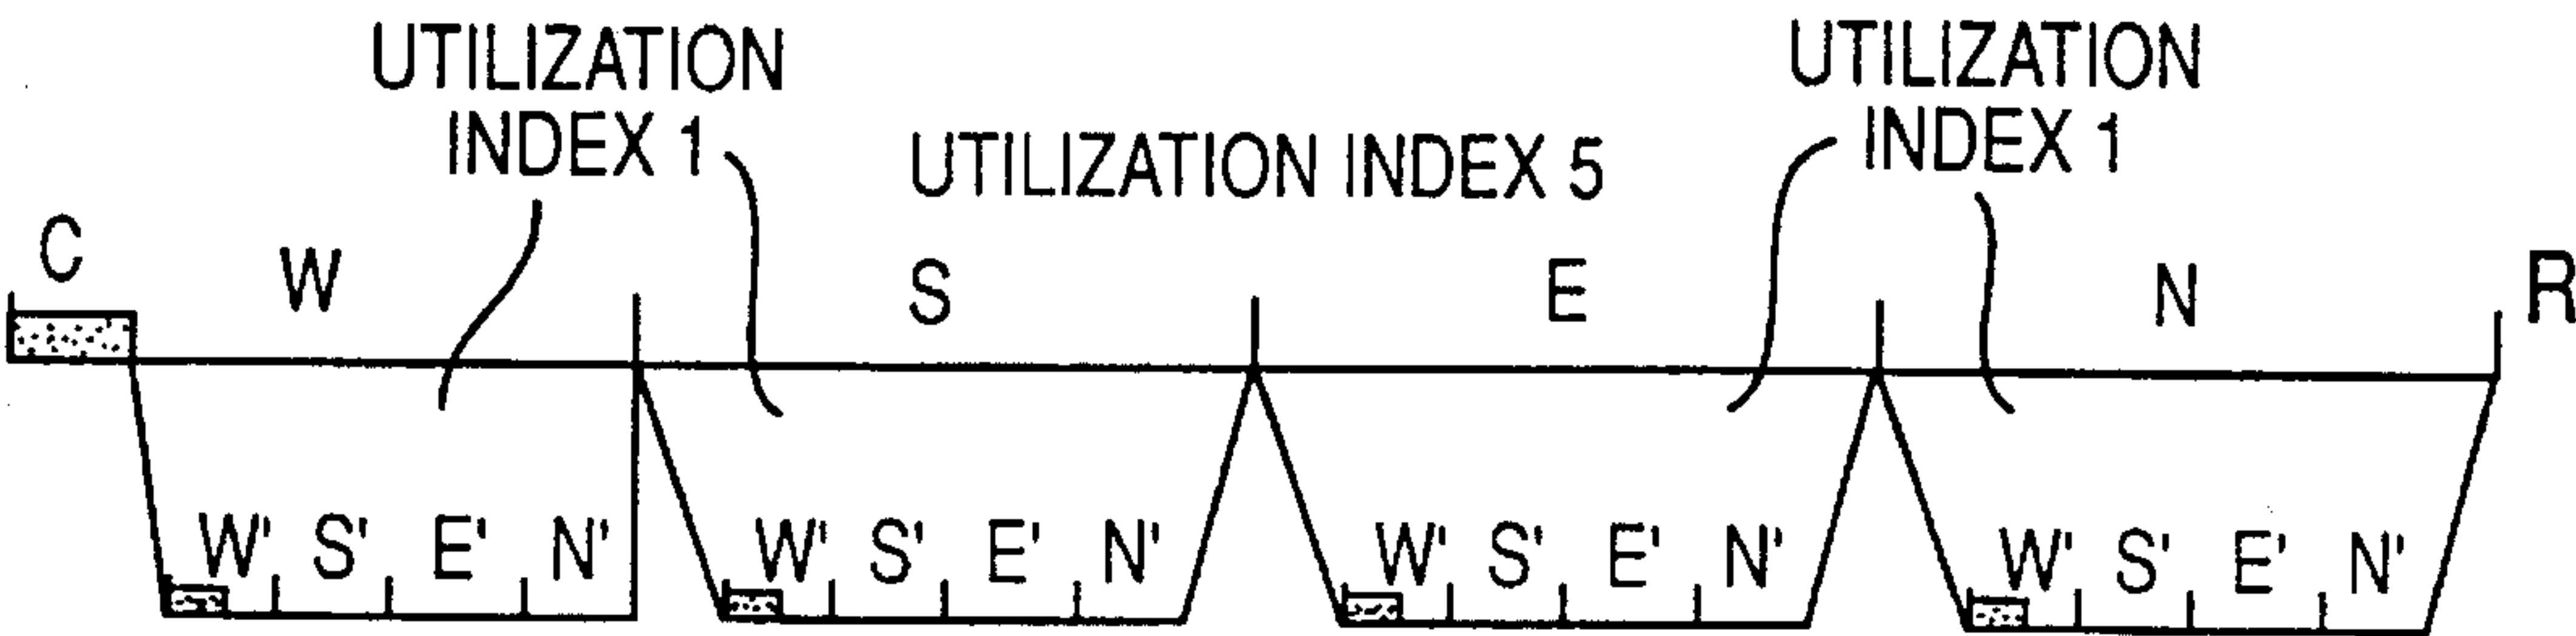 UTILIZATION
INDEX 1
UTILIZATION INDEX 5
UTILIZATION
INDEX 1
C W S E N R
W' S' E' N' W' S' E' N' W' S' E' N' W' S' E' N'